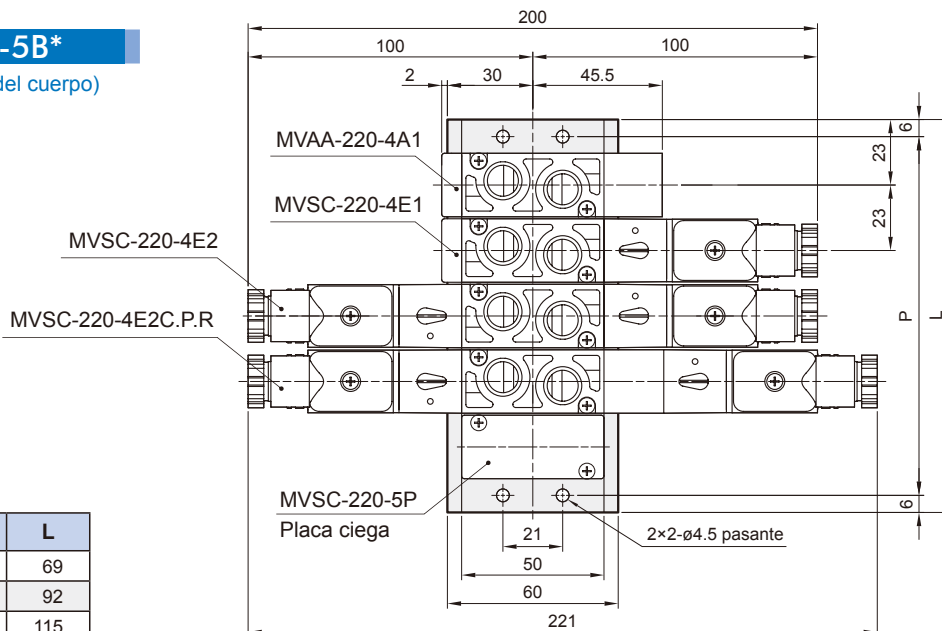 -5B*
del cuerpo)
200
100
100
2
30
45.5
6
23
23
MVAA-220-4A1
MVSC-220-4E1
MVSC-220-4E2
MVSC-220-4E2C.P.R
P
L
MVSC-220-5P
Placa ciega
6
21
2×2-ø4.5 pasante
50
60
221
L
69
92
115